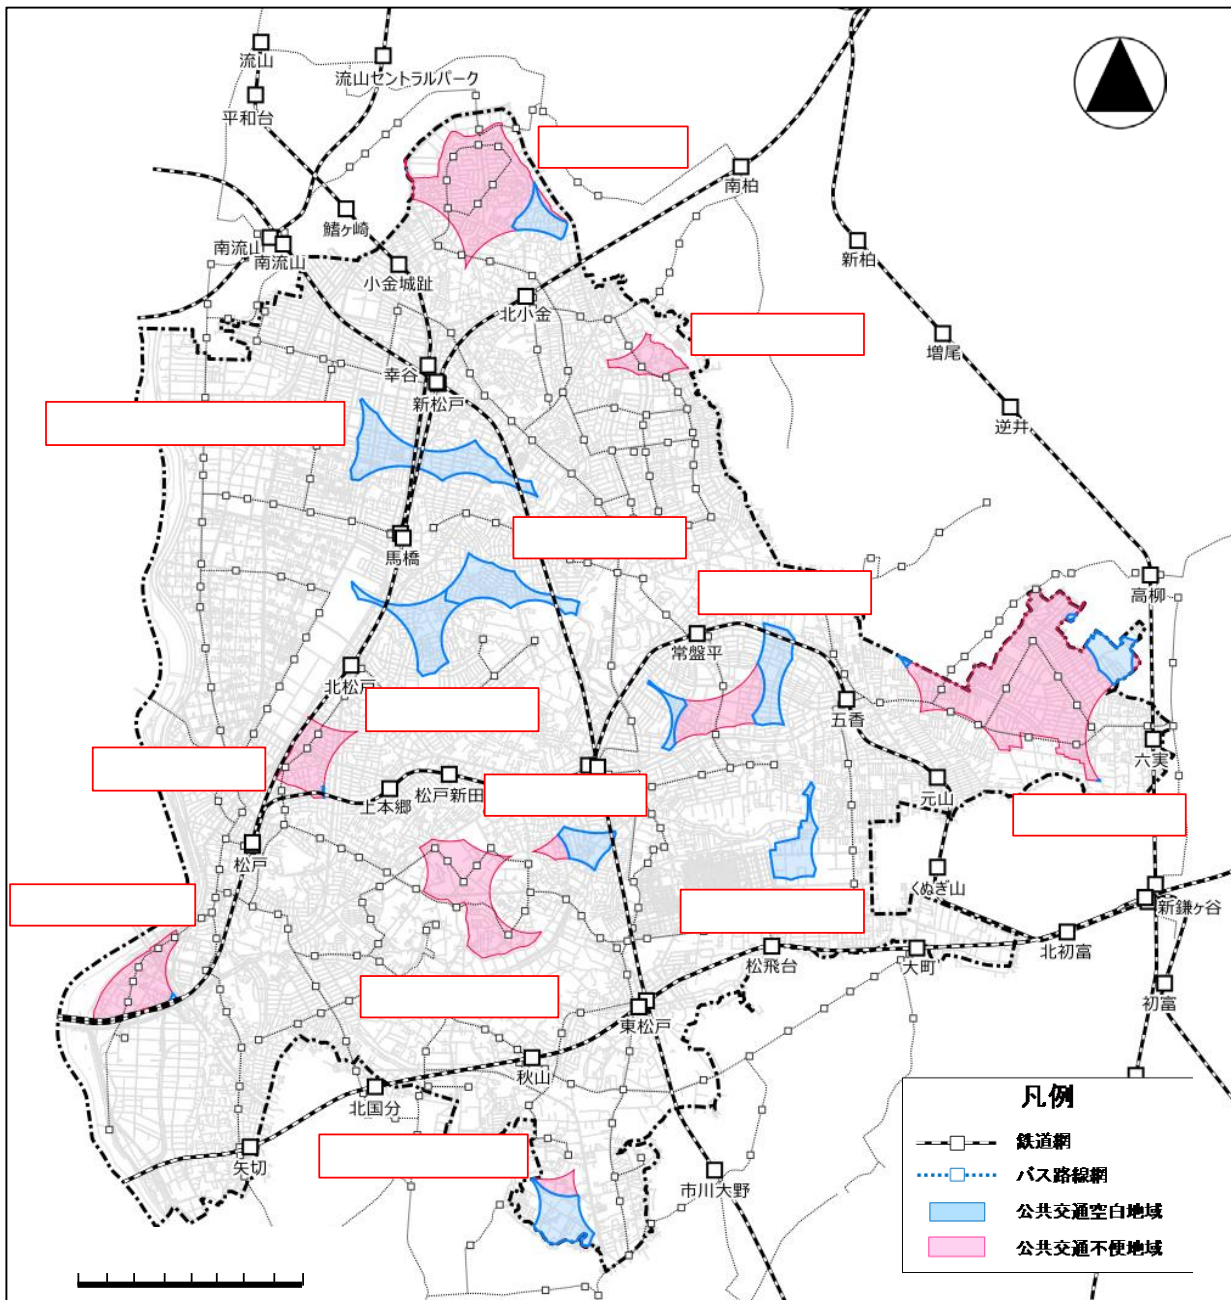 流山
流山セントラルパーク
平和台
南柏
鰭ヶ崎
新柏
南流山
南流山
小金城趾
北小金
増尾
幸谷
新松戸
逆井
馬橋
高柳
常盤平
北松戸
五香
六実
元山
松戸新田
上本郷
松戸
くぬぎ山
新鎌ヶ谷
松飛台
大町
北初富
初富
東松戸
秋山
北国分
矢切
市川大野
凡例
鉄道網
バス路線網
公共交通空白地域
公共交通不便地域